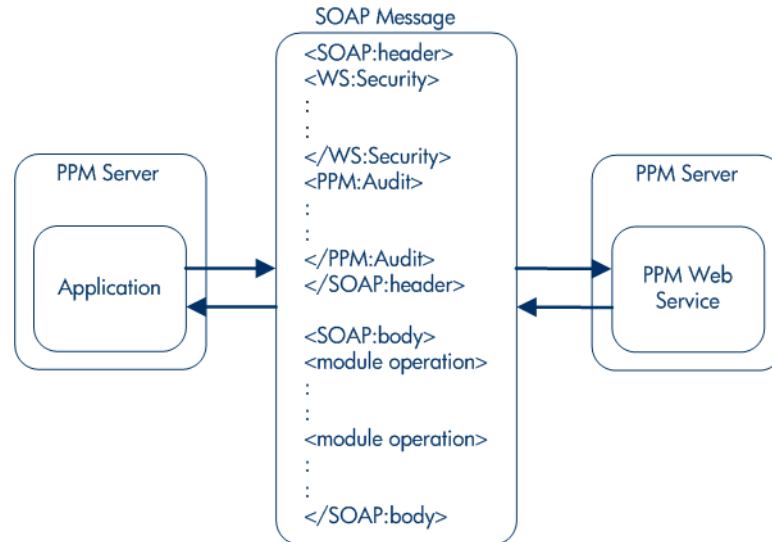 SOAP Message
<SOAP:header>
<WS:Security>
:
:
</WS:Security>
<PPM:Audit>
:
:
</PPM:Audit>
</SOAP:header>
<SOAP:body>
<module operation>
:
:
<module operation>
:
:
</SOAP:body>
PPM Server
Application
PPM Server
PPM Web
Service